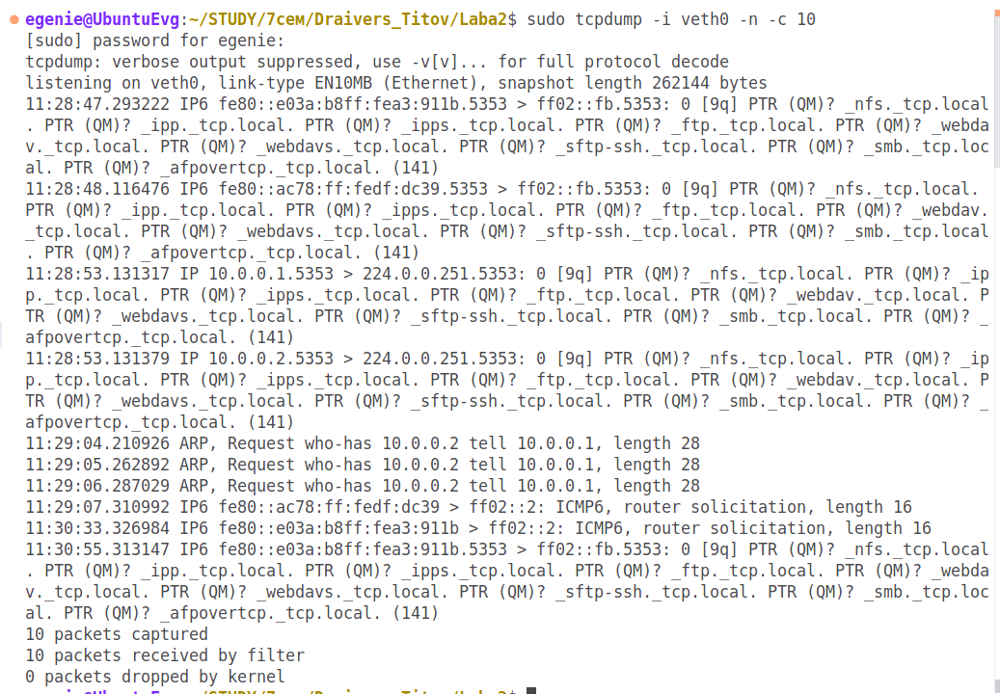 egenie@UbuntuEvg:~/STUDY/7сем/Draivers_Titov/Laba2$ sudo tcpdump -i veth0 -n -c 10
[sudo] password for egenie:
tcpdump: verbose output suppressed, use -v[v]... for full protocol decode
listening on veth0, link-type EN10MB (Ethernet), snapshot length 262144 bytes
11:28:47.293222 IP6 fe80::e03a:b8ff:fea3:911b.5353 > ff02::fb.5353: 0 [9q] PTR (QM)? _nfs._tcp.local
. PTR (QM)? _ipp._tcp.local. PTR (QM)? _ipps._tcp.local. PTR (QM)? _ftp._tcp.local. PTR (QM)? _webda
v._tcp.local. PTR (QM)? _webdavs._tcp.local. PTR (QM)? _sftp-ssh._tcp.local. PTR (QM)? _smb._tcp.loc
al. PTR (QM)? _afpovertcp._tcp.local. (141)
11:28:48.116476 IP6 fe80::ac78:ff:fedf:dc39.5353 > ff02::fb.5353: 0 [9q] PTR (QM)? _nfs._tcp.local.
PTR (QM)? _ipp._tcp.local. PTR (QM)? _ipps._tcp.local. PTR (QM)? _ftp._tcp.local. PTR (QM)? _webdav.
_tcp.local. PTR (QM)? _webdavs._tcp.local. PTR (QM)? _sftp-ssh._tcp.local. PTR (QM)? _smb._tcp.local
. PTR (QM)? _afpovertcp._tcp.local. (141)
11:28:53.131317 IP 10.0.0.1.5353 > 224.0.0.251.5353: 0 [9q] PTR (QM)? _nfs._tcp.local. PTR (QM)? _ip
p._tcp.local. PTR (QM)? _ipps._tcp.local. PTR (QM)? _ftp._tcp.local. PTR (QM)? _webdav._tcp.local. P
TR (QM)? _webdavs._tcp.local. PTR (QM)? _sftp-ssh._tcp.local. PTR (QM)? _smb._tcp.local. PTR (QM)? _
afpovertcp._tcp.local. (141)
11:28:53.131379 IP 10.0.0.2.5353 > 224.0.0.251.5353: 0 [9q] PTR (QM)? _nfs._tcp.local. PTR (QM)? _ip
p._tcp.local. PTR (QM)? _ipps._tcp.local. PTR (QM)? _ftp._tcp.local. PTR (QM)? _webdav._tcp.local. P
TR (QM)? _webdavs._tcp.local. PTR (QM)? _sftp-ssh._tcp.local. PTR (QM)? _smb._tcp.local. PTR (QM)? _
afpovertcp._tcp.local. (141)
11:29:04.210926 ARP, Request who-has 10.0.0.2 tell 10.0.0.1, length 28
11:29:05.262892 ARP, Request who-has 10.0.0.2 tell 10.0.0.1, length 28
11:29:06.287029 ARP, Request who-has 10.0.0.2 tell 10.0.0.1, length 28
11:29:07.310992 IP6 fe80::ac78:ff:fedf:dc39 > ff02::2: ICMP6, router solicitation, length 16
11:30:33.326984 IP6 fe80::e03a:b8ff:fea3:911b > ff02::2: ICMP6, router solicitation, length 16
11:30:55.313147 IP6 fe80::e03a:b8ff:fea3:911b.5353 > ff02::fb.5353: 0 [9q] PTR (QM)? _nfs._tcp.local
. PTR (QM)? _ipp._tcp.local. PTR (QM)? _ipps._tcp.local. PTR (QM)? _ftp._tcp.local. PTR (QM)? _webda
v._tcp.local. PTR (QM)? _webdavs._tcp.local. PTR (QM)? _sftp-ssh._tcp.local. PTR (QM)? _smb._tcp.loc
al. PTR (QM)? _afpovertcp._tcp.local. (141)
10 packets captured
10 packets received by filter
0 packets dropped by kernel
egenie@UbuntuEvg:~/STUDY/7сем/Draivers_Titov/Laba2$